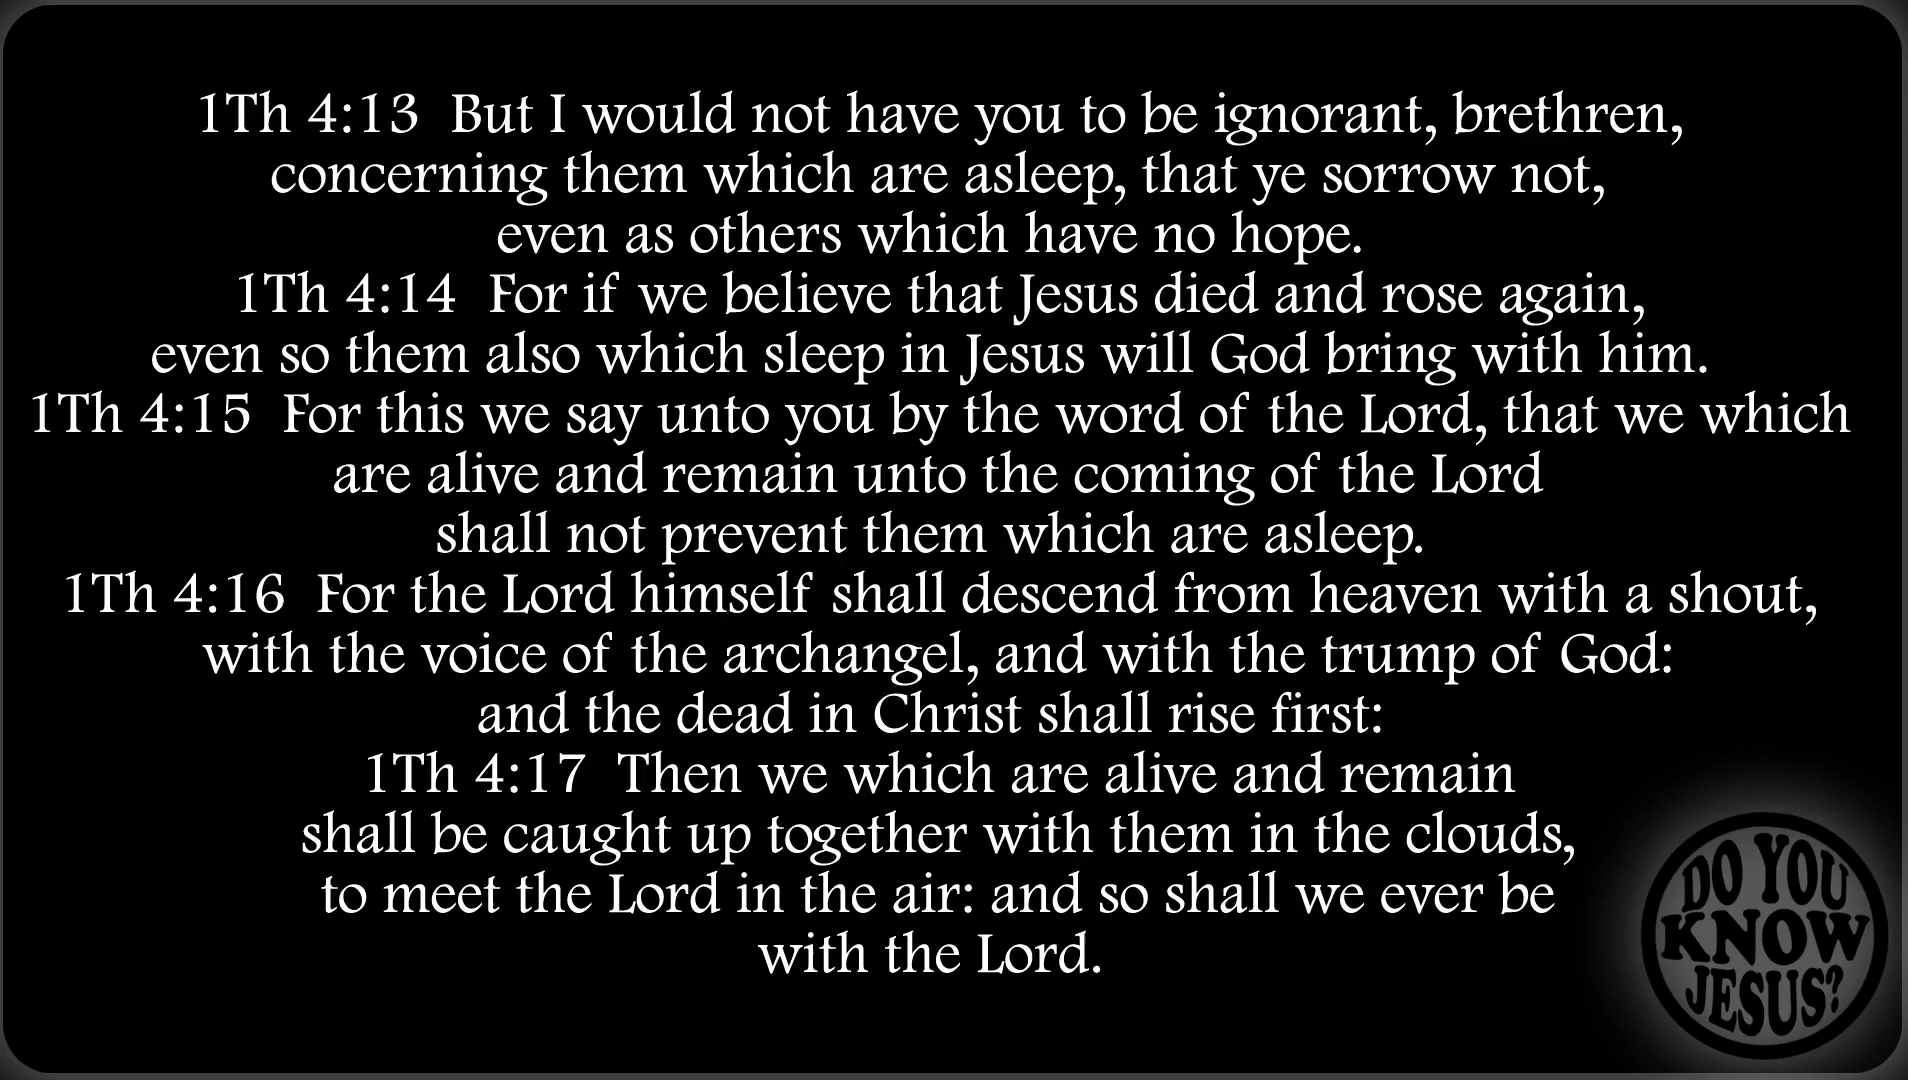 1Th 4:13  But I would not have you to be ignorant, brethren,
concerning them which are asleep, that ye sorrow not,
even as others which have no hope.
1Th 4:14  For if we believe that Jesus died and rose again,
even so them also which sleep in Jesus will God bring with him.
1Th 4:15  For this we say unto you by the word of the Lord, that we which
are alive and remain unto the coming of the Lord
shall not prevent them which are asleep.
1Th 4:16  For the Lord himself shall descend from heaven with a shout,
with the voice of the archangel, and with the trump of God:
and the dead in Christ shall rise first:
1Th 4:17  Then we which are alive and remain
shall be caught up together with them in the clouds,
to meet the Lord in the air: and so shall we ever be
with the Lord.
DO YOU
KNOW
JESUS?